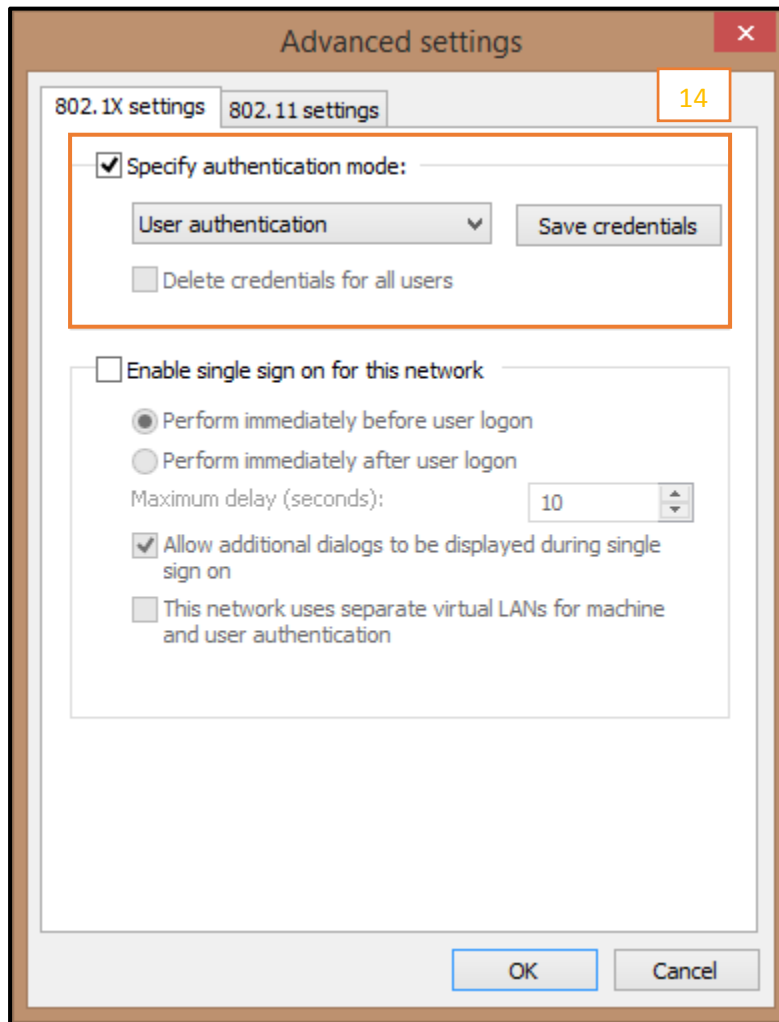 Advanced settings
14
802.1X settings
802.11 settings
Specify authentication mode:
User authentication
Save credentials
Delete credentials for all users
Enable single sign on for this network
Perform immediately before user logon
Perform immediately after user logon
Maximum delay (seconds):
10
Allow additional dialogs to be displayed during single
sign on
This network uses separate virtual LANs for machine
and user authentication
OK
Cancel